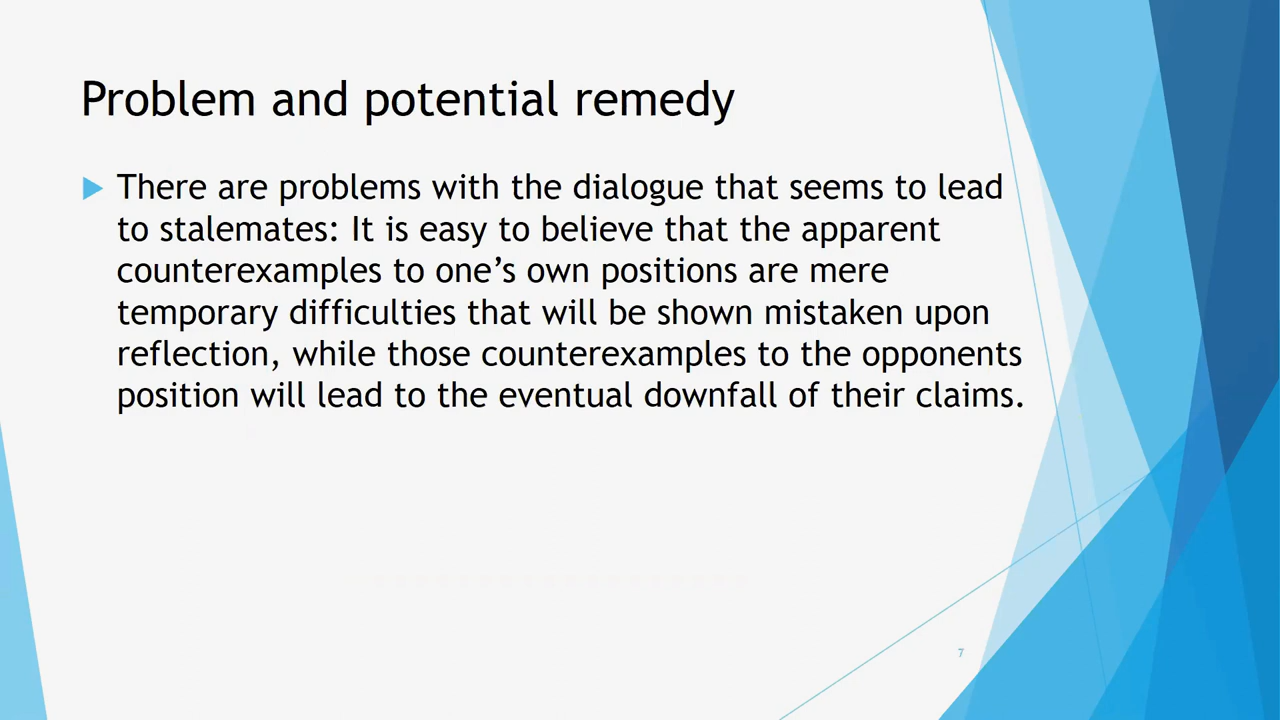 Problem and potential remedy
There are problems with the dialogue that seems to lead
to stalemates: It is easy to believe that the apparent
counterexamples to one’s own positions are mere
temporary difficulties that will be shown mistaken upon
reflection, while those counterexamples to the opponents
position will lead to the eventual downfall of their claims.
7